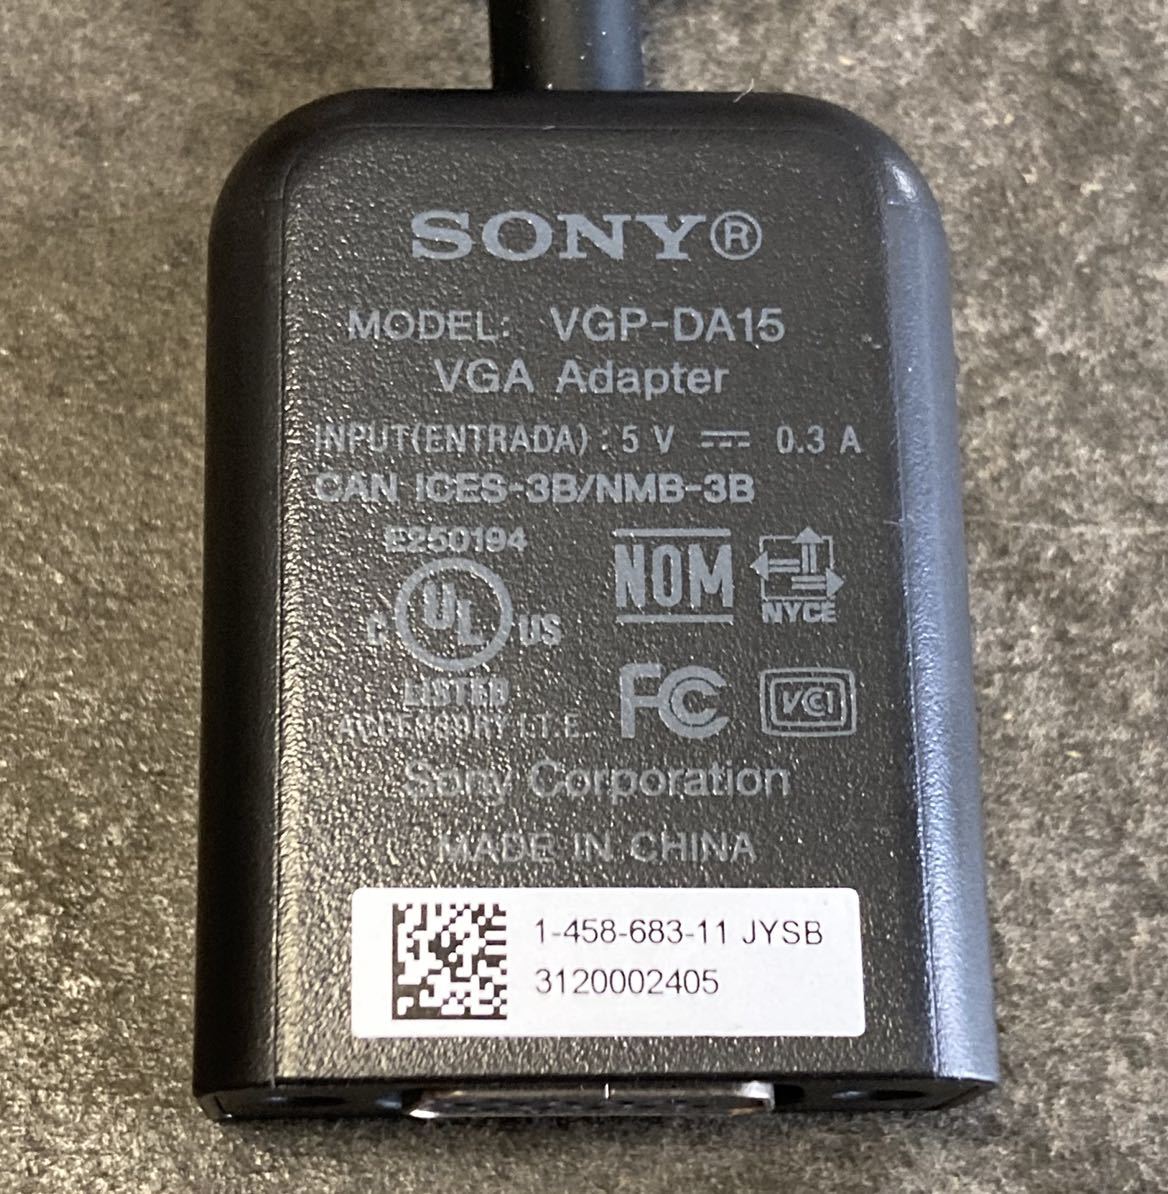 SONY®
MODEL: VGP-DA15
VGA Adapter
INPUT(ENTRADA) : 5 V ⎓ 0.3 A
CAN ICES-3B/NMB-3B
E250194
C UL US
LISTED
ACCESSORY I.T.E.
NOM
NYCE
FC
VCI
Sony Corporation
MADE IN CHINA
1-458-683-11 JYSB
3120002405